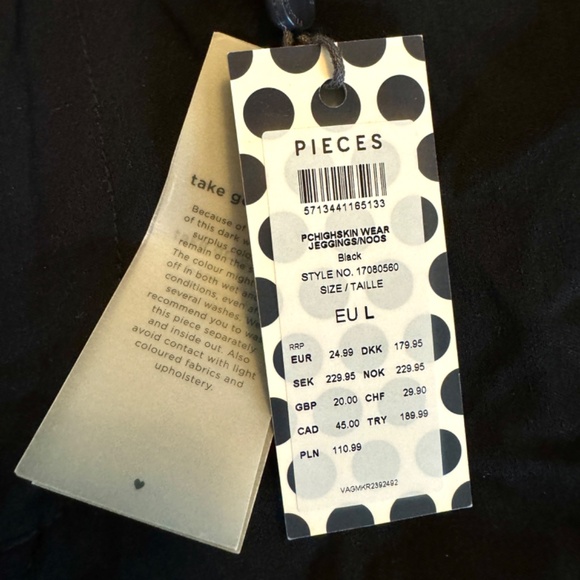 take
Because of
of this dark
surplus
remain on the
The colour might
off in both wet
conditions, even
several washes. We
recommend you to
this piece separately
and inside out. Also
avoid contact with light
coloured fabrics and
upholstery.
PIECES
5713441165133
PCHIGHSKIN WEAR
JEGGINGS/NOOS
Black
STYLE NO. 17080560
SIZE / TAILLE
EU L
RRP
EUR 24.99 DKK 179.95
SEK 229.95 NOK 229.95
GBP 20.00 CHF 29.90
CAD 45.00 TRY 189.99
PLN 110.99
VAGMKR2392492